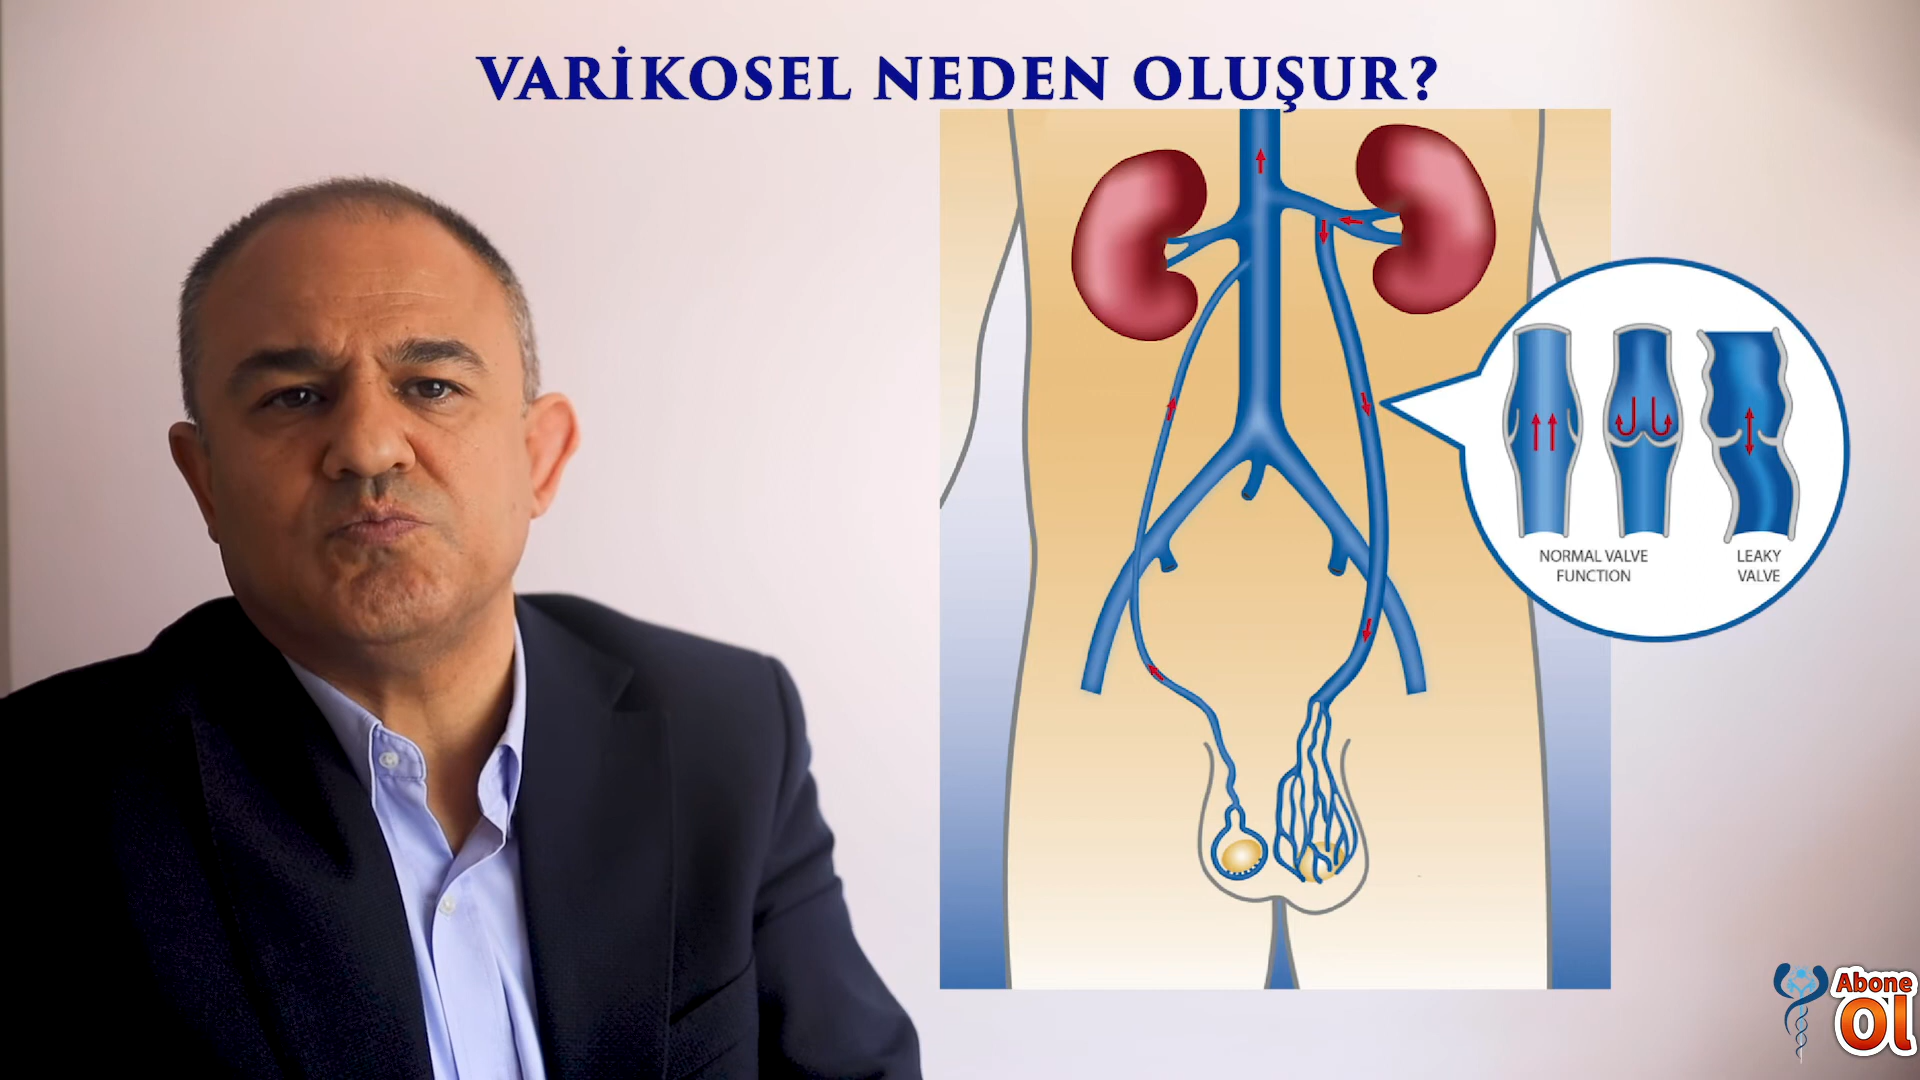 VARİKOSEL NEDEN OLUŞUR?
NORMAL VALVE
FUNCTION
LEAKY
VALVE
Abone
Ol